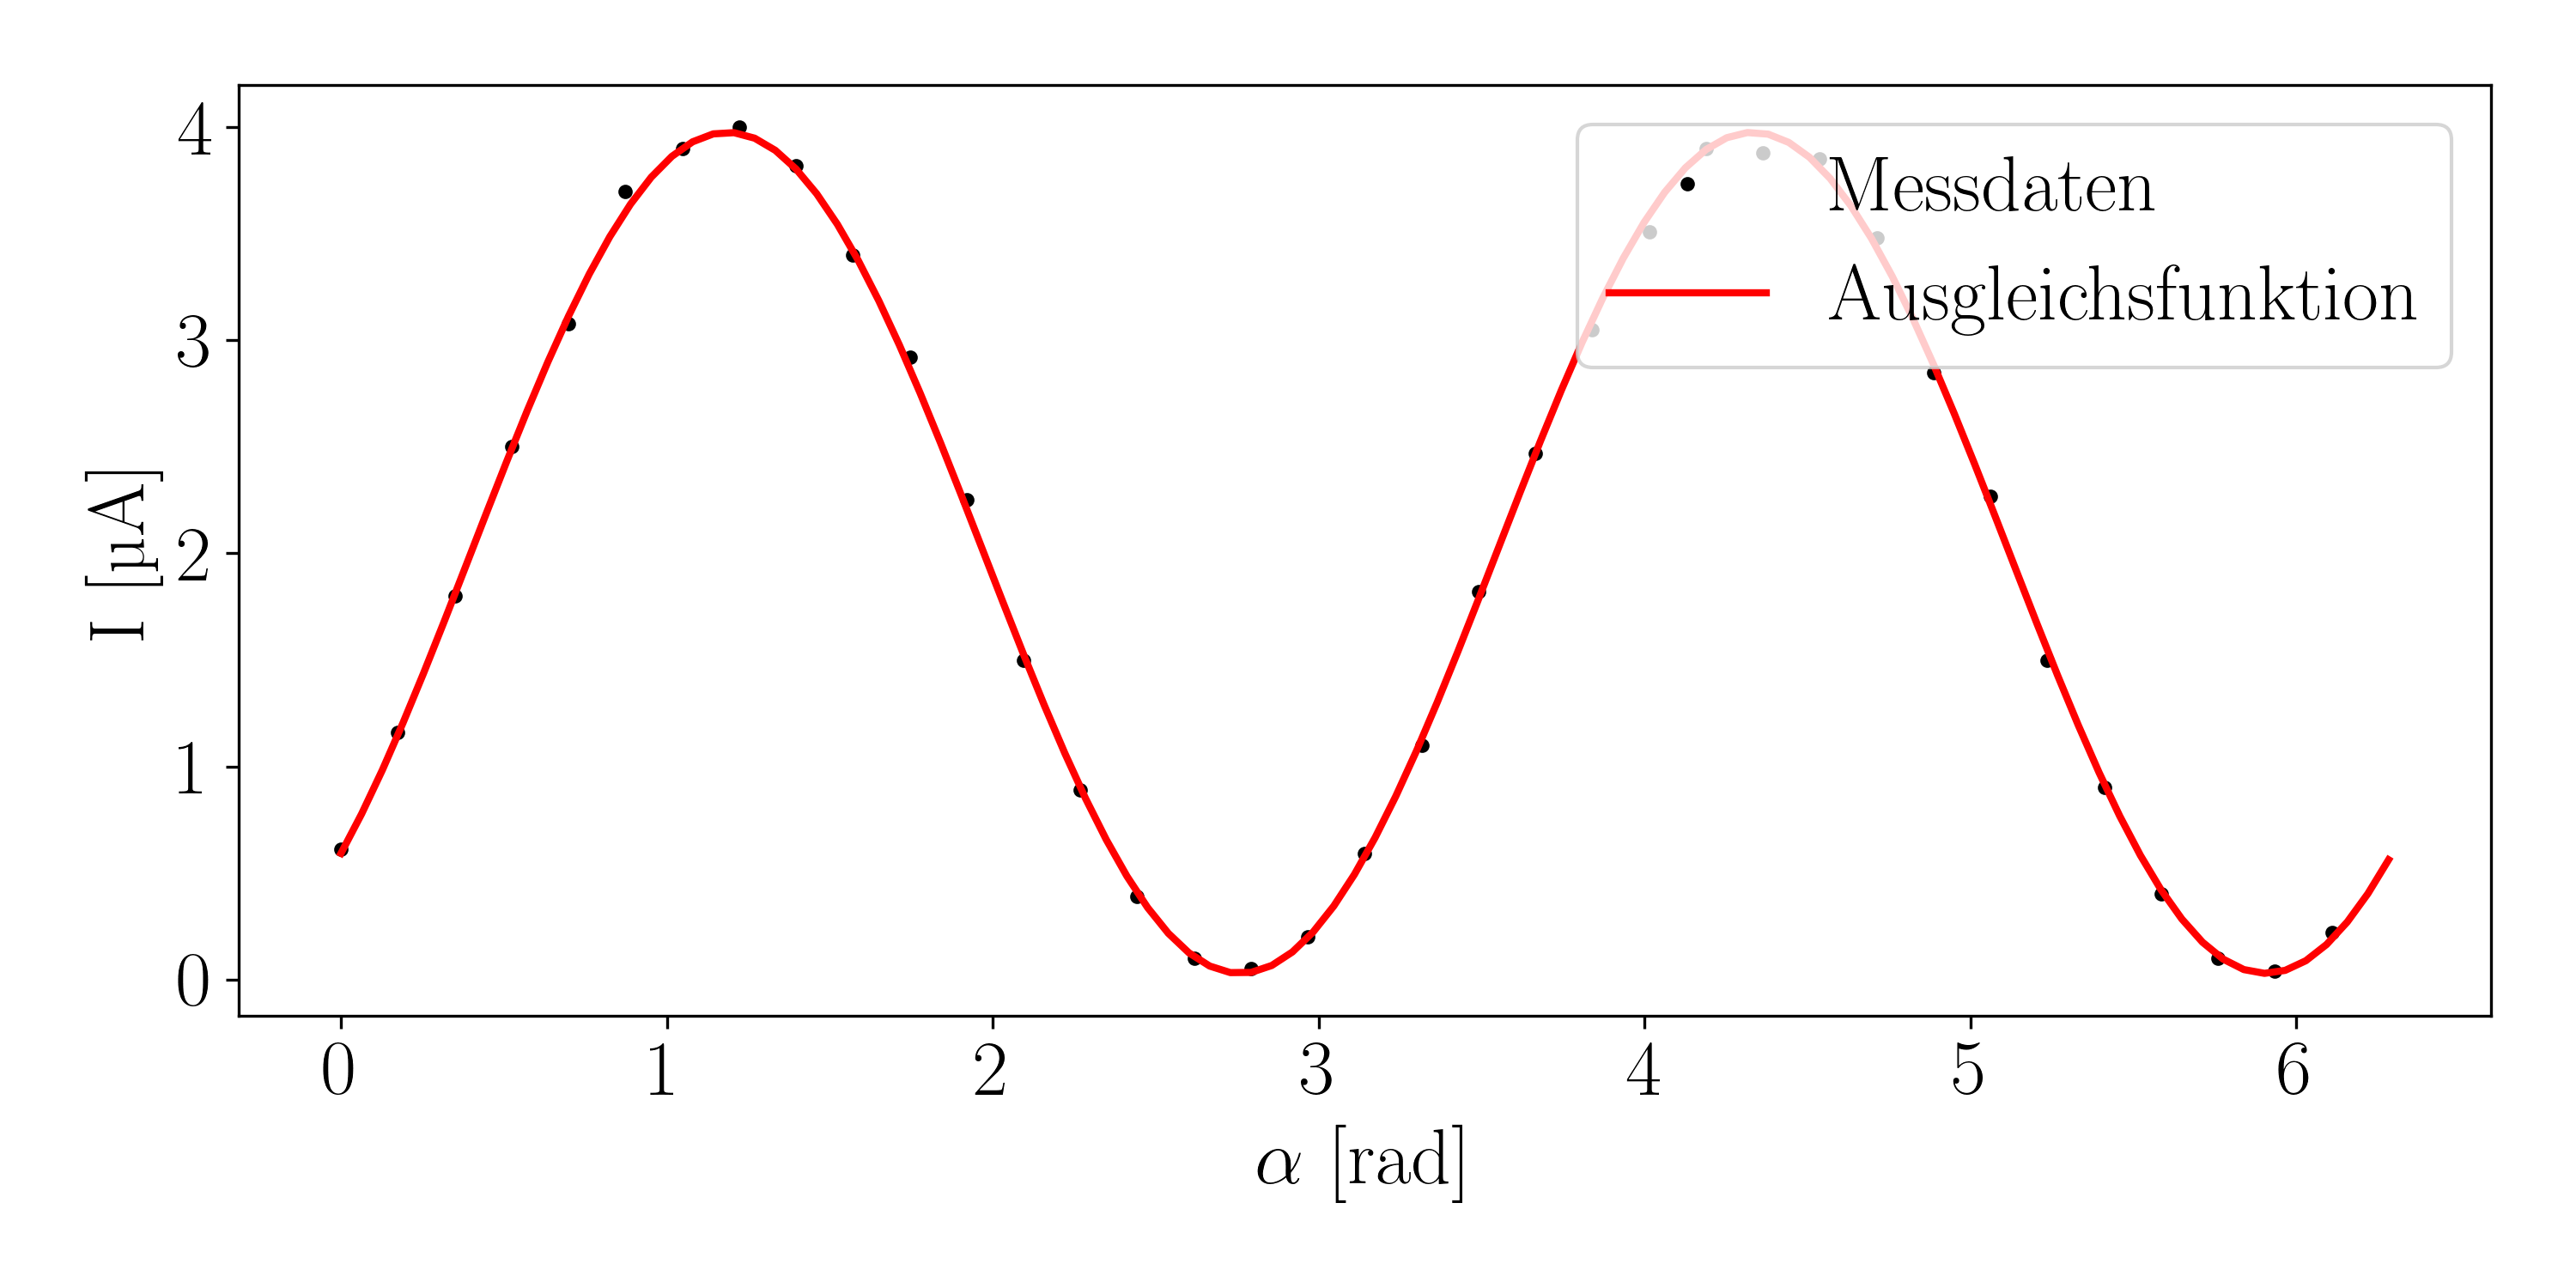 Messdaten
Ausgleichsfunktion
I [µA]
4
3
2
1
0
0 1 2 3 4 5 6
α [rad]